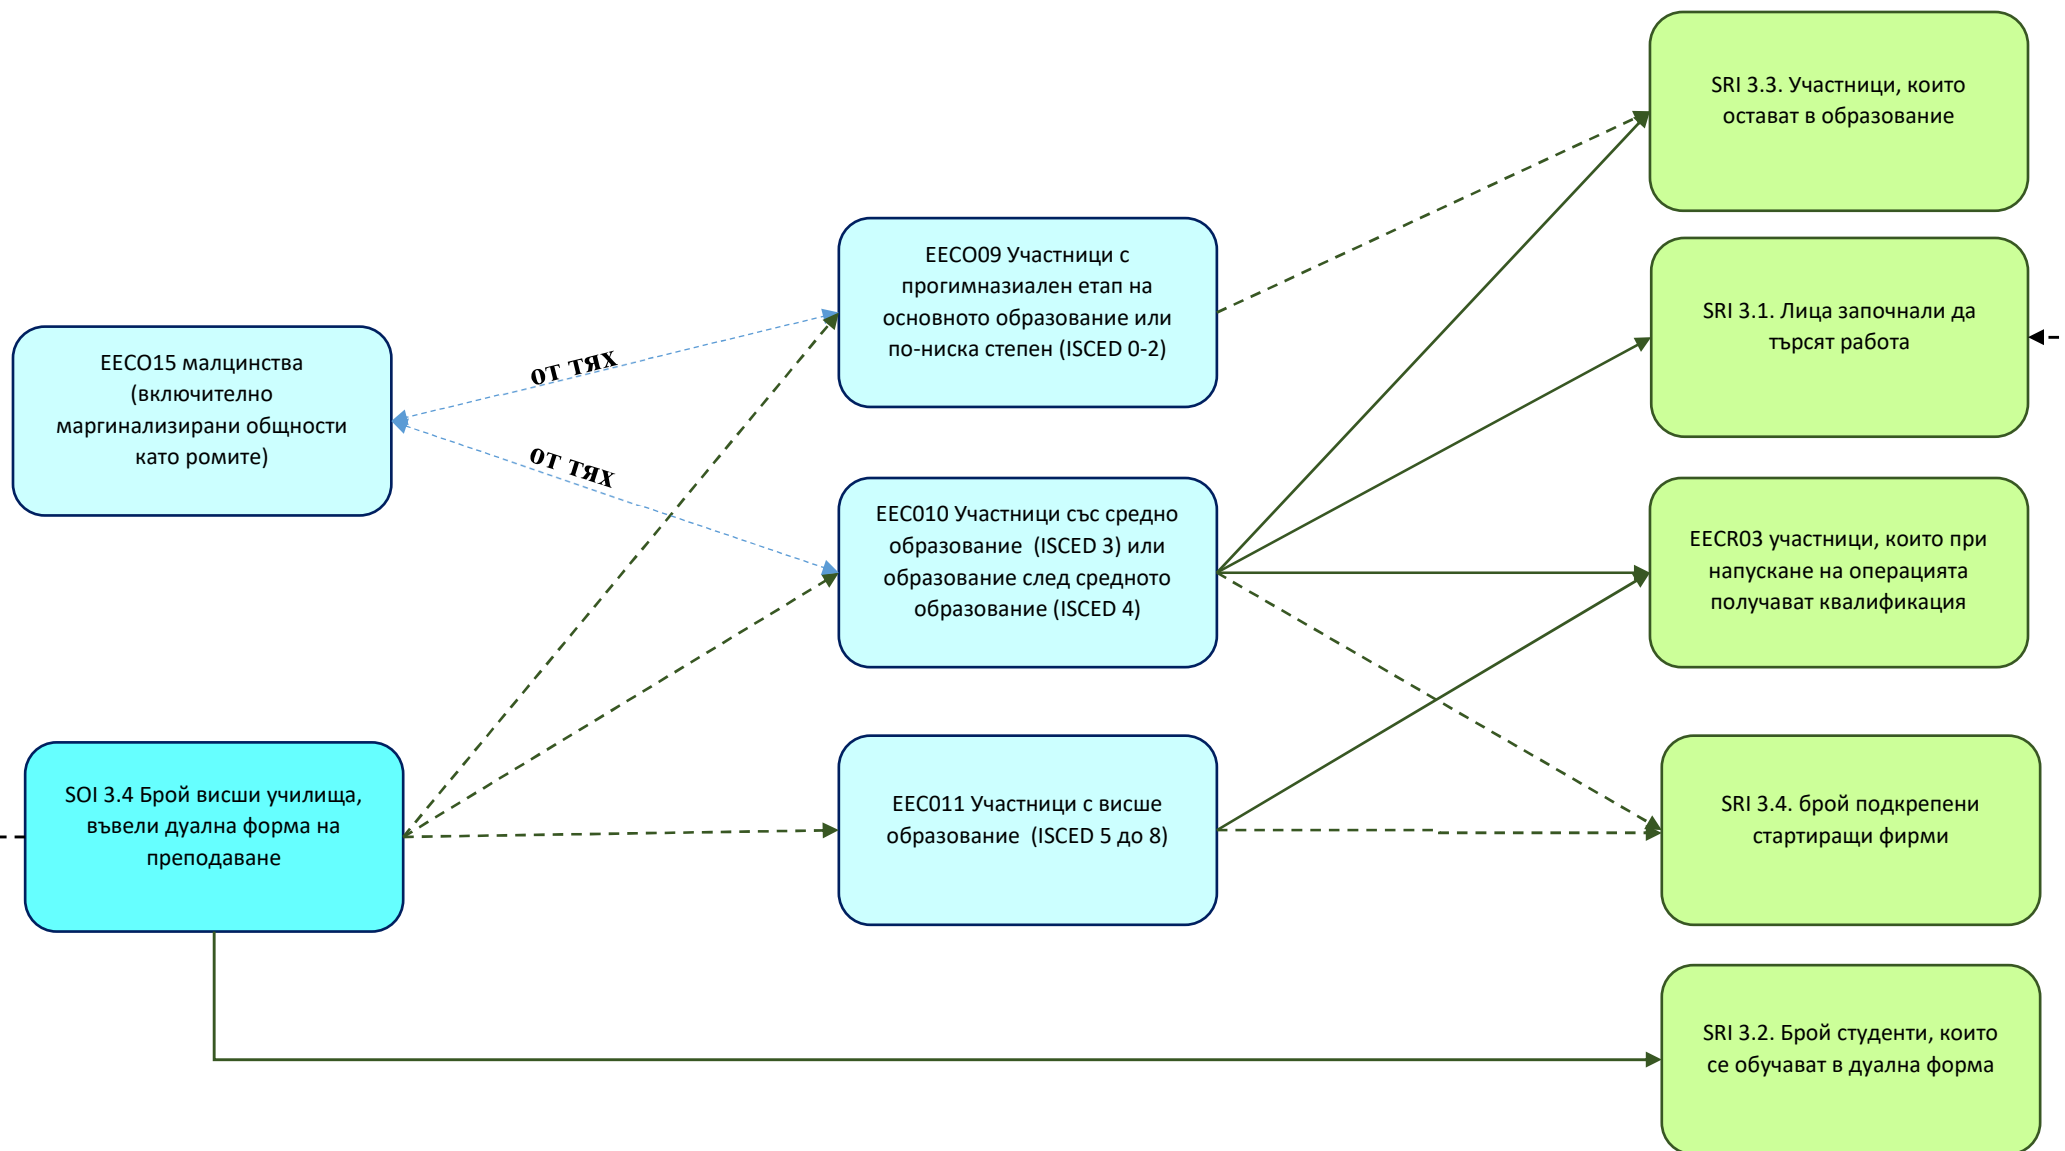 SRI 3.3. Участници, които
остават в образование
EECO09 Участници с
прогимназиален етап на
основното образование или
по-ниска степен (ISCED 0-2)
SRI 3.1. Лица започнали да
търсят работа
EECO15 малцинства
(включително
маргинализирани общности
като ромите)
от тях
от тях
EEC010 Участници със средно
образование (ISCED 3) или
образование след средното
образование (ISCED 4)
EECR03 участници, които при
напускане на операцията
получават квалификация
SOI 3.4 Брой висши училища,
въвели дуална форма на
преподаване
EEC011 Участници с висше
образование (ISCED 5 до 8)
SRI 3.4. брой подкрепени
стартиращи фирми
SRI 3.2. Брой студенти, които
се обучават в дуална форма